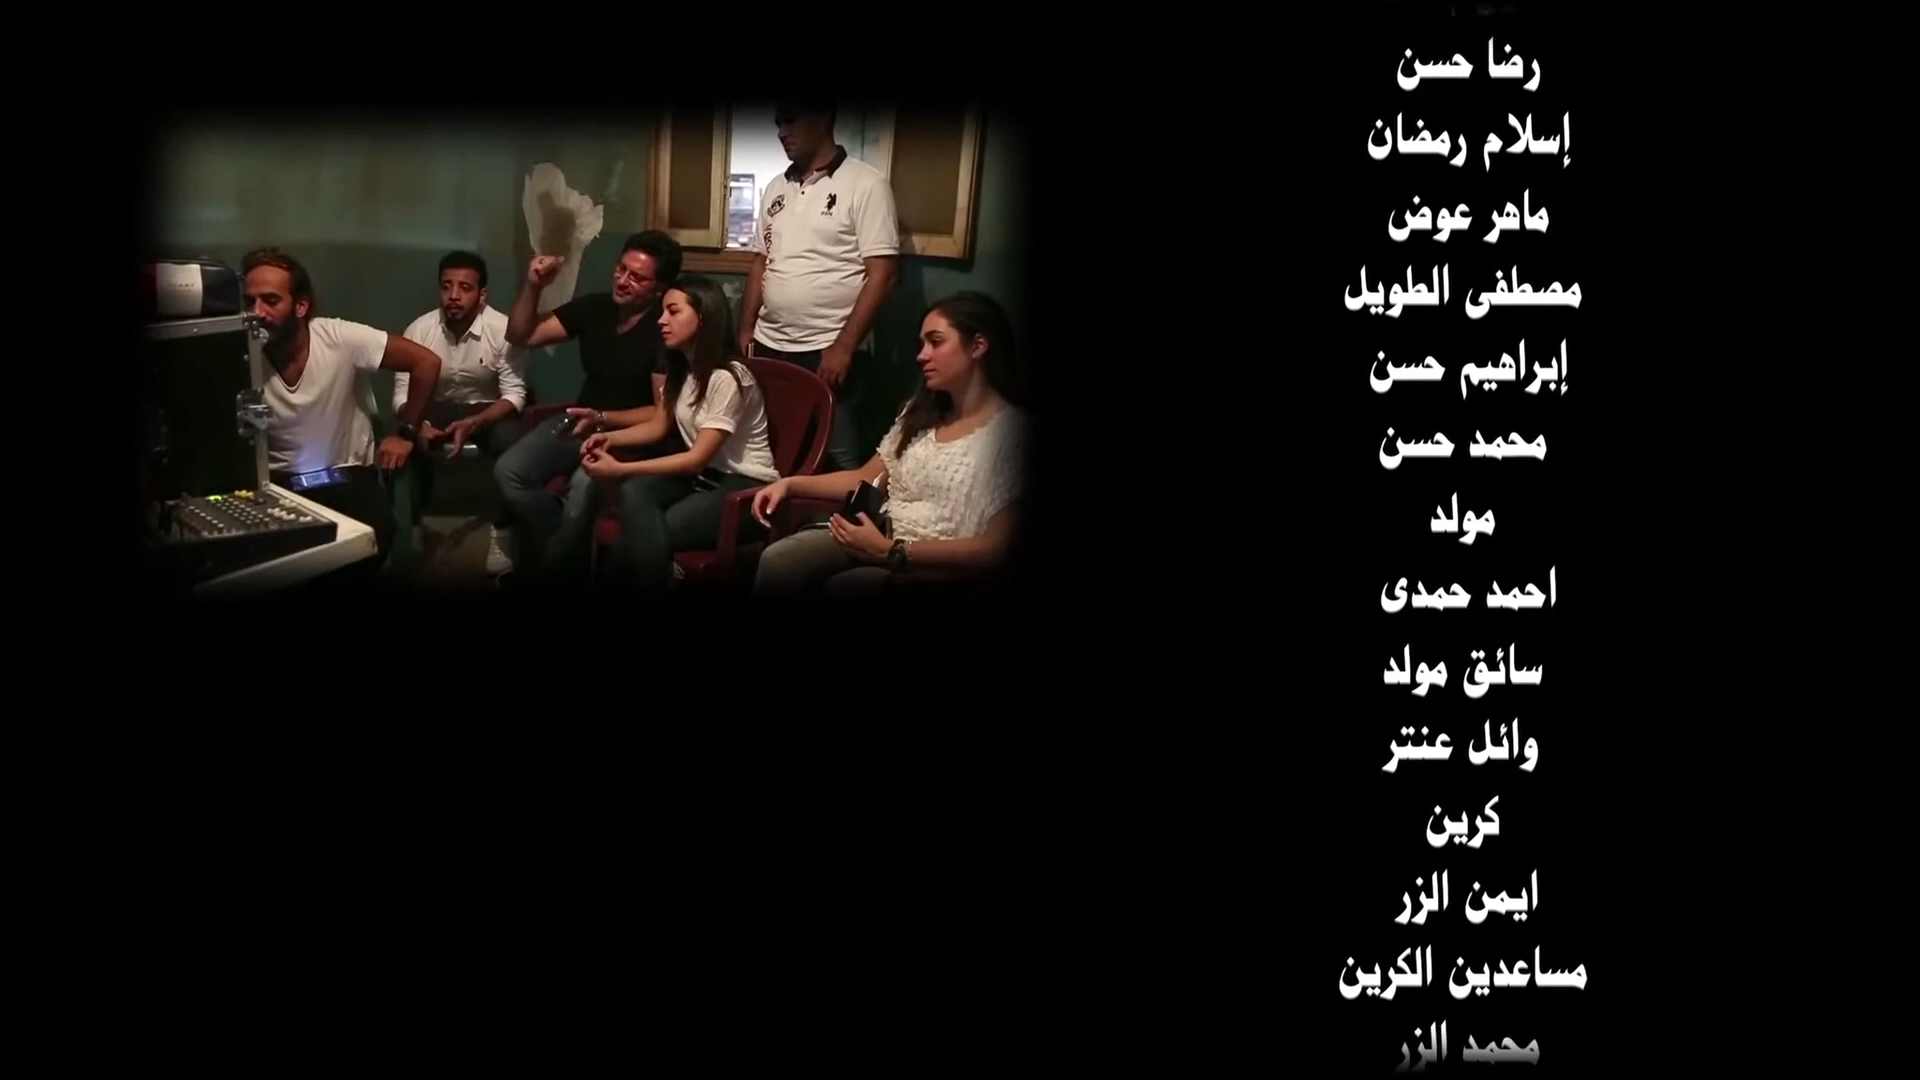 رضا حسن
إسلام رمضان
ماهر عوض
مصطفى الطويل
إبراهيم حسن
محمد حسن
مولد
احمد حمدى
سائق مولد
وائل عنتر
كرين
ايمن الزر
مساعدين الكرين
محمد الزر